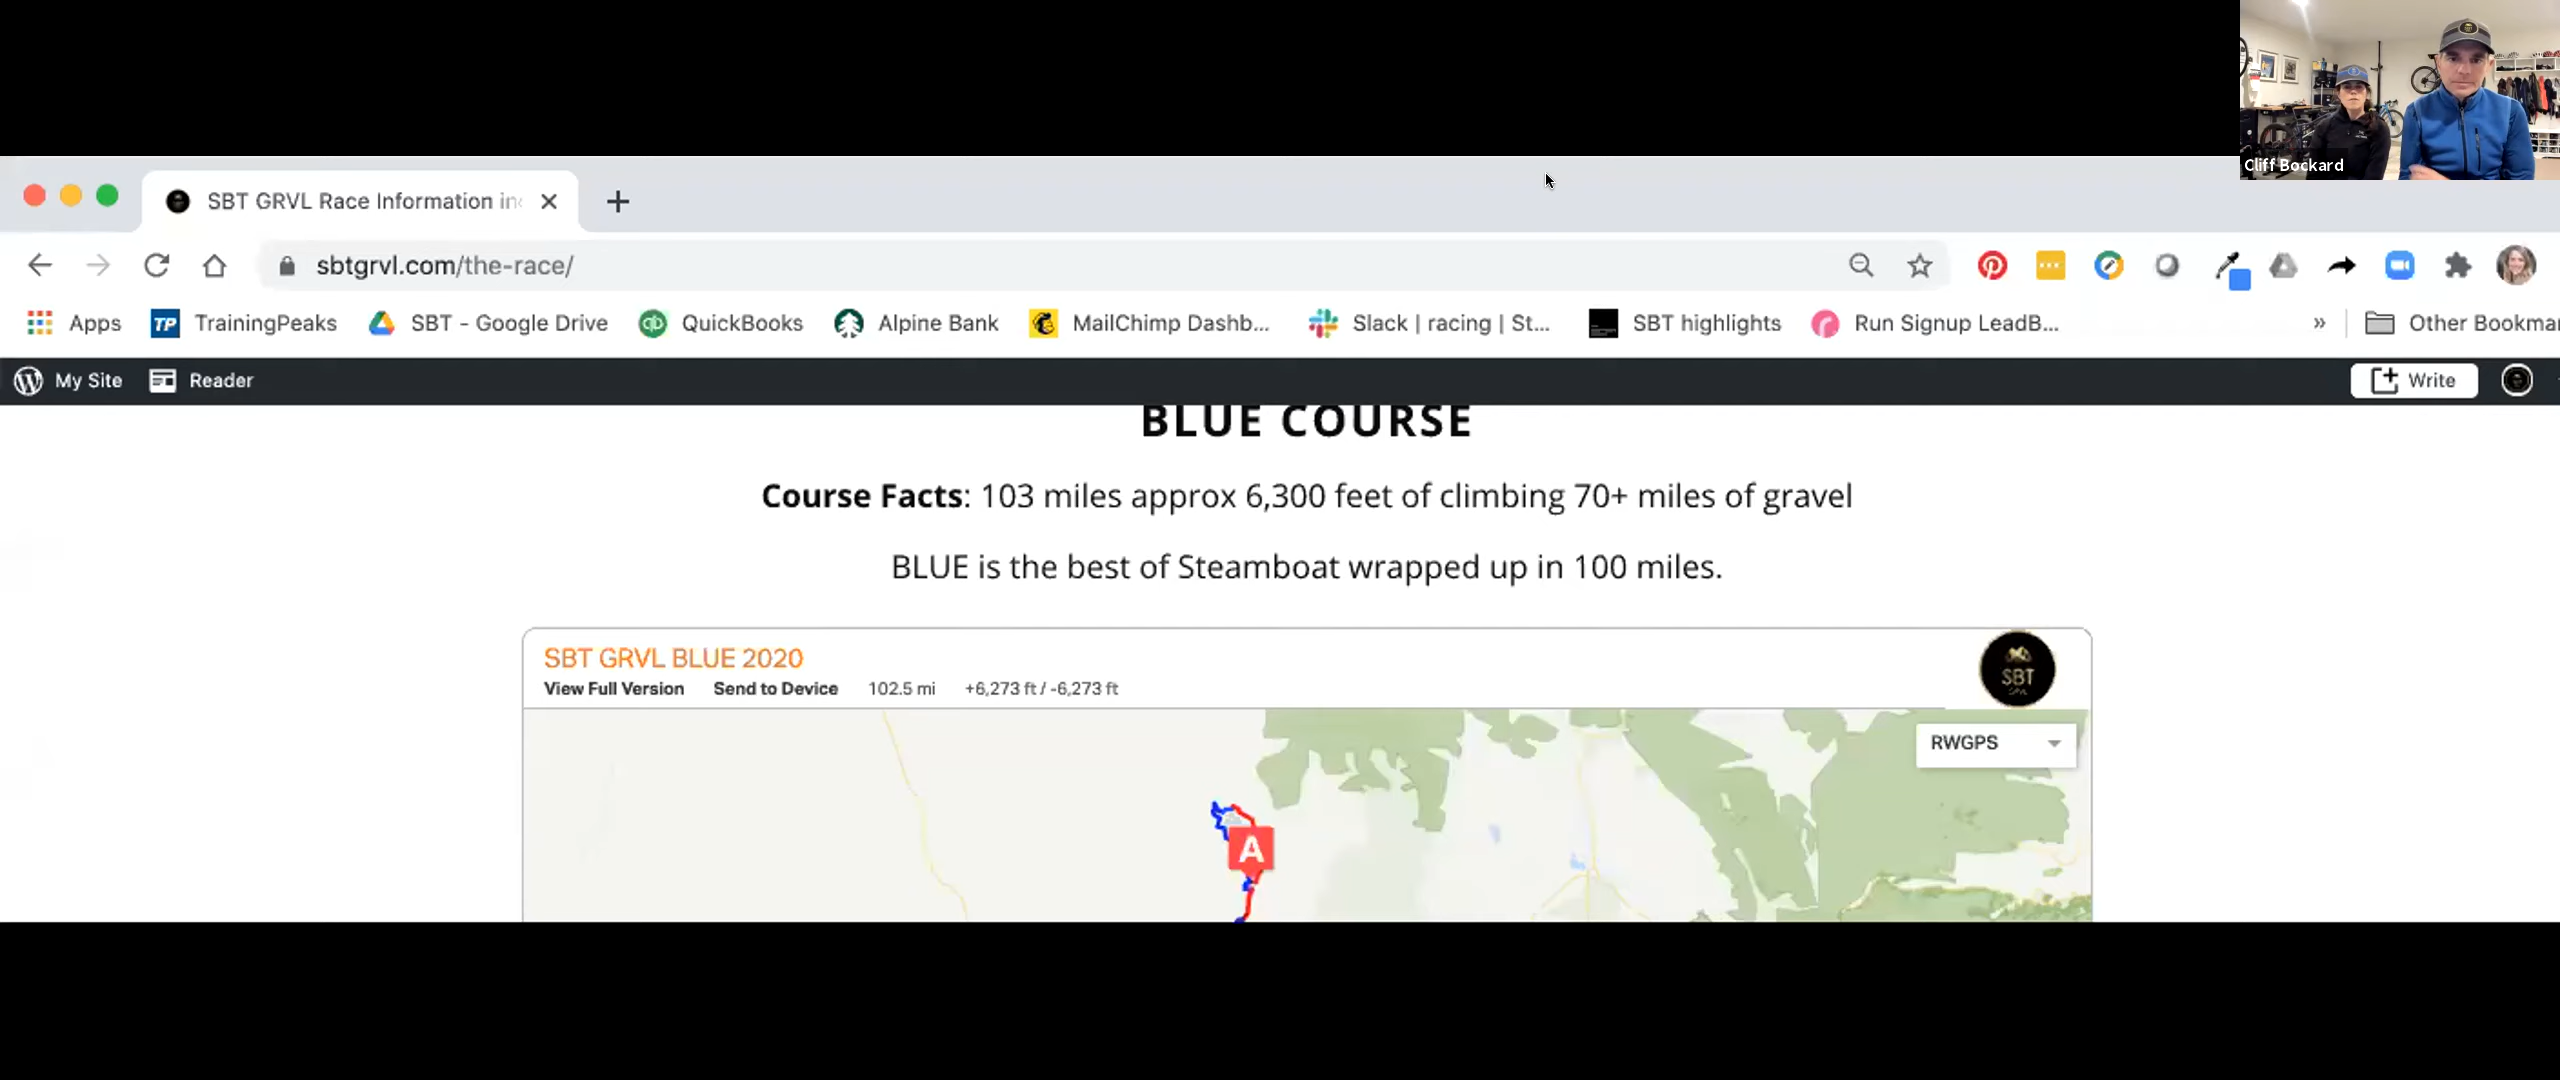 Cliff Bockard
SBT GRVL Race Information in
sbtgrvl.com/the-race/
Apps TrainingPeaks SBT - Google Drive QuickBooks Alpine Bank MailChimp Dashb... Slack | racing | St... SBT highlights Run Signup LeadB... » Other Bookma
My Site Reader Write
BLUE COURSE
Course Facts: 103 miles approx 6,300 feet of climbing 70+ miles of gravel
BLUE is the best of Steamboat wrapped up in 100 miles.
SBT GRVL BLUE 2020
View Full Version Send to Device 102.5 mi +6,273 ft / -6,273 ft
SBT
RWGPS
A